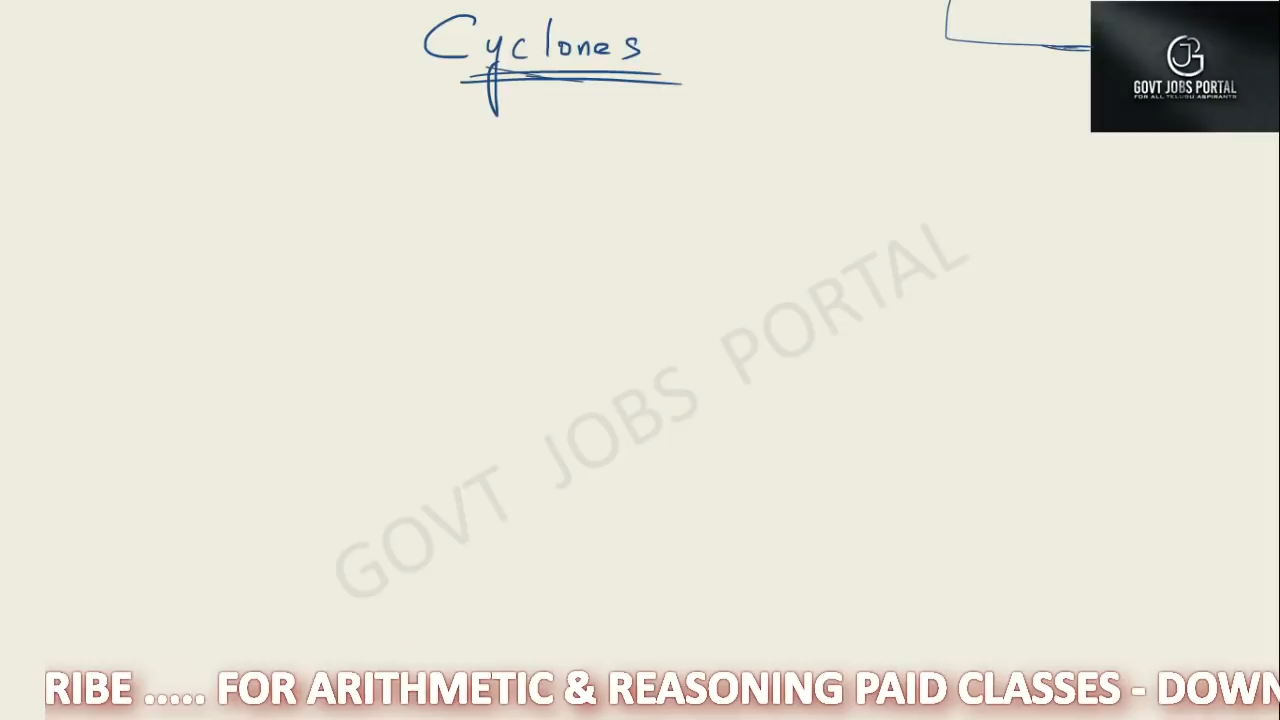 Cyclones
GOVT JOBS PORTAL
FOR ALL TELUGU ASPIRANTS
GOVT JOBS PORTAL
RIBE ..... FOR ARITHMETIC & REASONING PAID CLASSES - DOWN